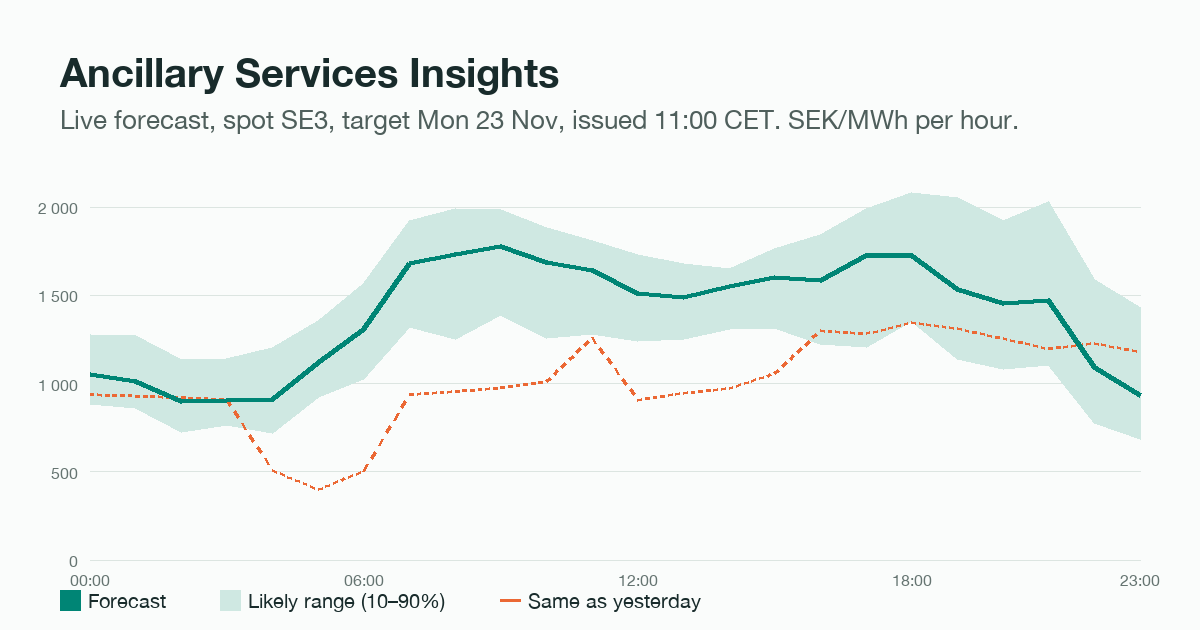 Ancillary Services Insights
Live forecast, spot SE3, target Mon 23 Nov, issued 11:00 CET. SEK/MWh per hour.
2 000
1 500
1 000
500
0
00:00 06:00 12:00 18:00 23:00
Forecast Likely range (10–90%) Same as yesterday